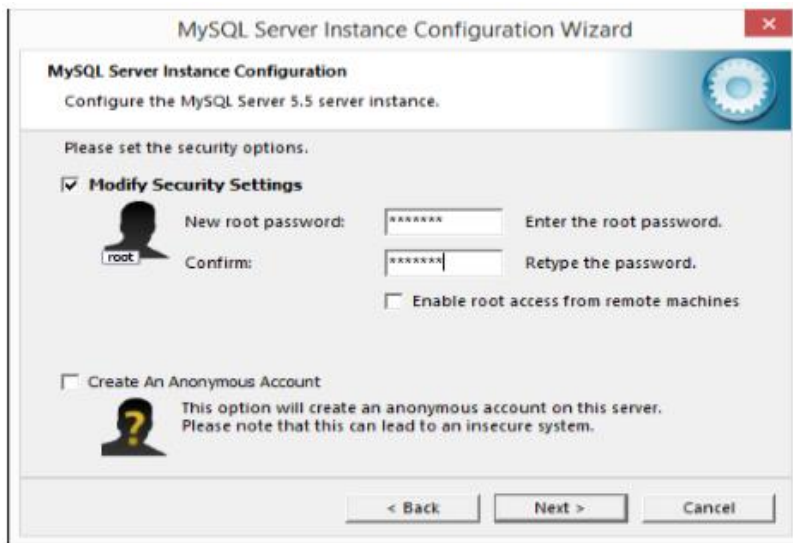 MySQL Server Instance Configuration Wizard
MySQL Server Instance Configuration
Configure the MySQL Server 5.5 server instance.
Please set the security options.
Modify Security Settings
New root password: ******* Enter the root password.
root
Confirm: ******* Retype the password.
Enable root access from remote machines
Create An Anonymous Account
This option will create an anonymous account on this server.
Please note that this can lead to an insecure system.
< Back Next > Cancel